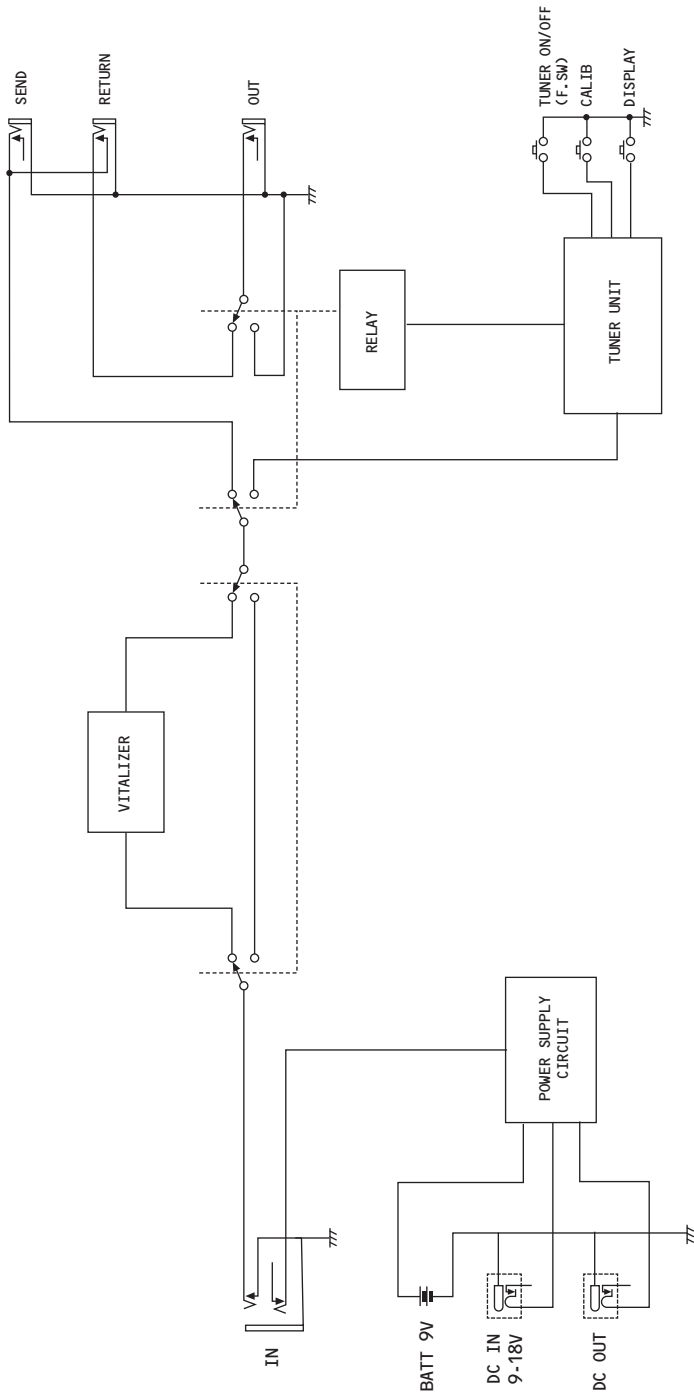 SEND
RETURN
OUT
TUNER ON/OFF
(F.SW)
CALIB
DISPLAY
RELAY
TUNER UNIT
VITALIZER
POWER SUPPLY
CIRCUIT
IN
BATT 9V
DC IN
9-18V
DC OUT